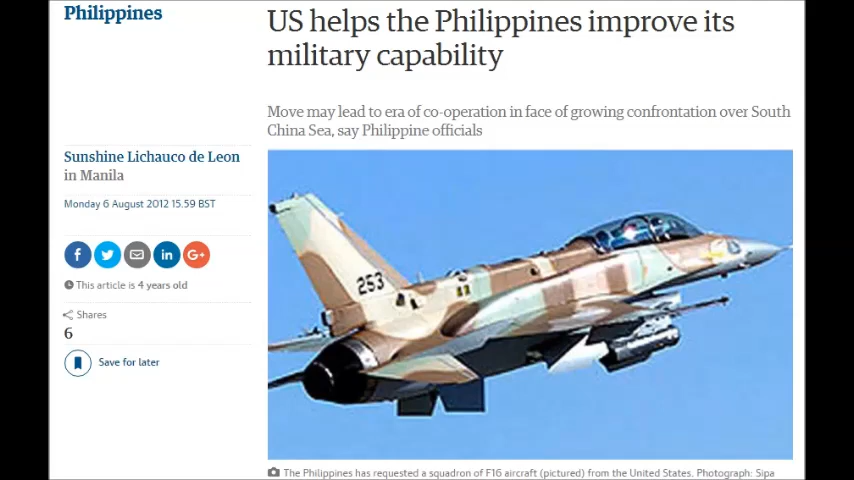 Philippines
US helps the Philippines improve its
military capability
Move may lead to era of co-operation in face of growing confrontation over South
China Sea, say Philippine officials
Sunshine Lichauco de Leon
in Manila
Monday 6 August 2012 15.59 BST
f
in
G+
This article is 4 years old
Shares
6
Save for later
253
The Philippines has requested a squadron of F16 aircraft (pictured) from the United States. Photograph: Sipa